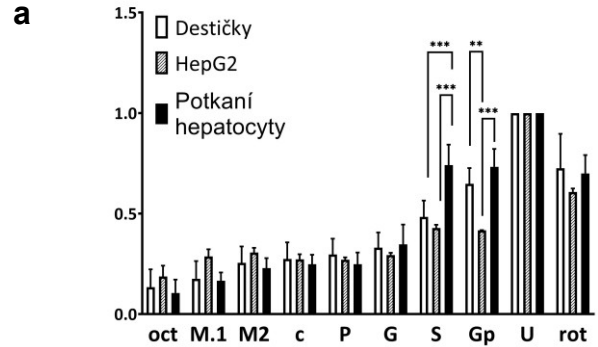 a
1.5
1.0
0.5
0.0
Destičky
HepG2
Potkaní
hepatocyty
***
***
**
***
oct M.1 M2 c P G S Gp U rot